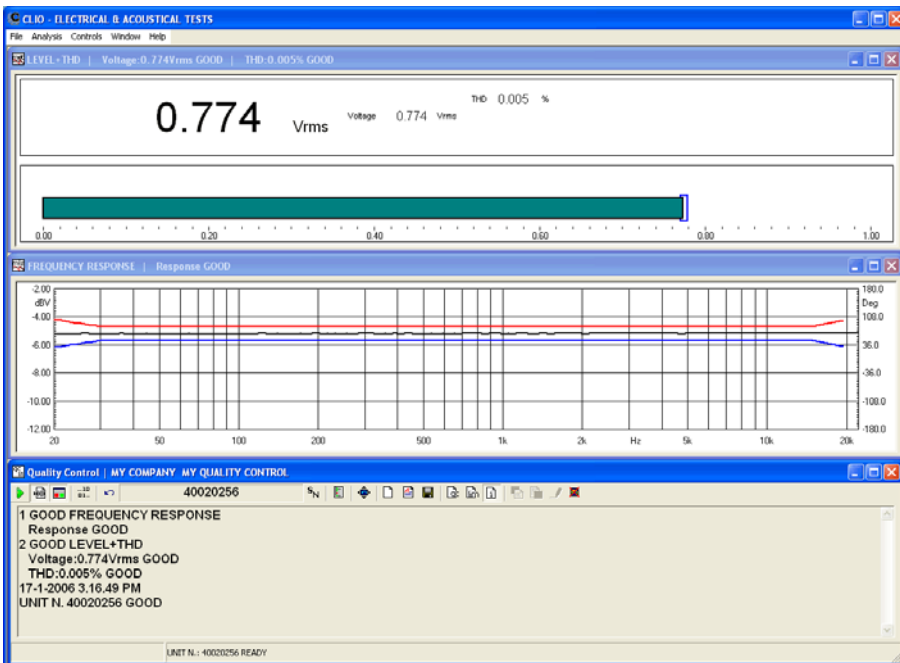 CLIO - ELECTRICAL & ACOUSTICAL TESTS
File Analysis Controls Window Help
LEVEL+THD | Voltage:0.774Vrms GOOD | THD:0.005% GOOD
0.774 Vrms Voltage 0.774 Vrms THD 0.005 %
0.00 0.20 0.40 0.60 0.80 1.00
FREQUENCY RESPONSE | Response GOOD
-2.00 180.0
dBV Deg
-4.00 108.0
-6.00 36.0
-8.00 -36.0
-10.00 -108.0
-12.00 -180.0
20 50 100 200 500 1k 2k Hz 5k 10k 20k
Quality Control | MY COMPANY MY QUALITY CONTROL
40020256 SN
1 GOOD FREQUENCY RESPONSE
Response GOOD
2 GOOD LEVEL+THD
Voltage:0.774Vrms GOOD
THD:0.005% GOOD
17-1-2006 3.16.49 PM
UNIT N. 40020256 GOOD
UNIT N.: 40020256 READY